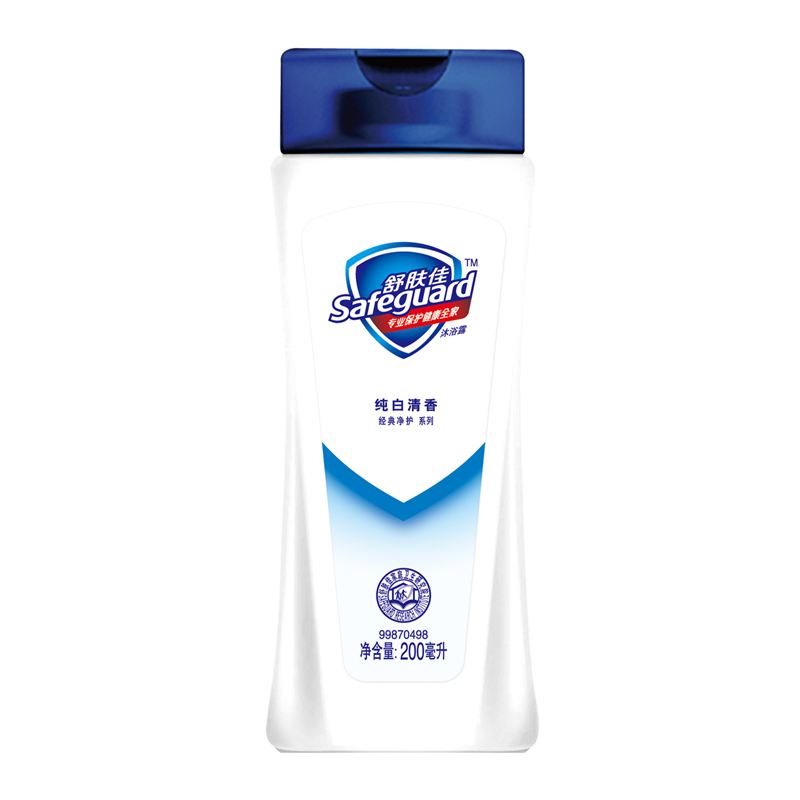 舒肤佳
TM
Safeguard
专业保护健康全家
沐浴露
纯白清香
经典净护 系列
99870498
净含量: 200毫升